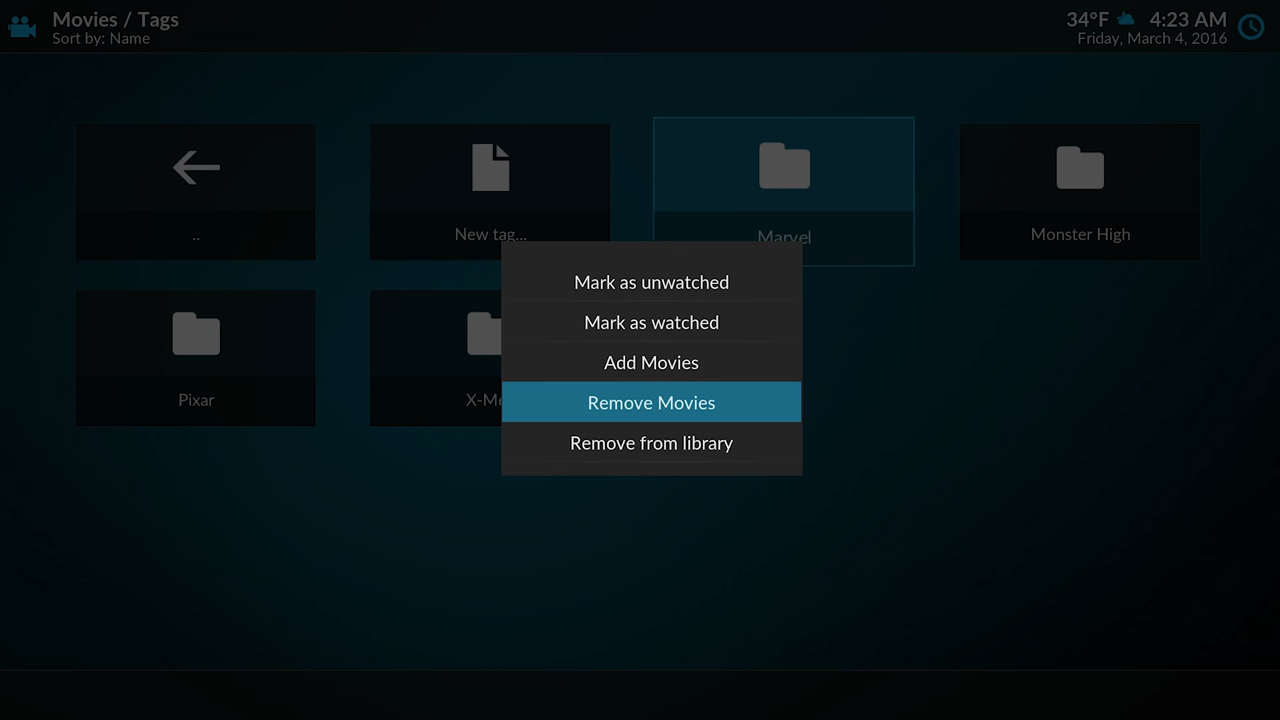 Movies / Tags
Sort by: Name
34°F 4:23 AM
Friday, March 4, 2016
..
New tag...
Marvel
Monster High
Pixar
X-Me
Mark as unwatched
Mark as watched
Add Movies
Remove Movies
Remove from library